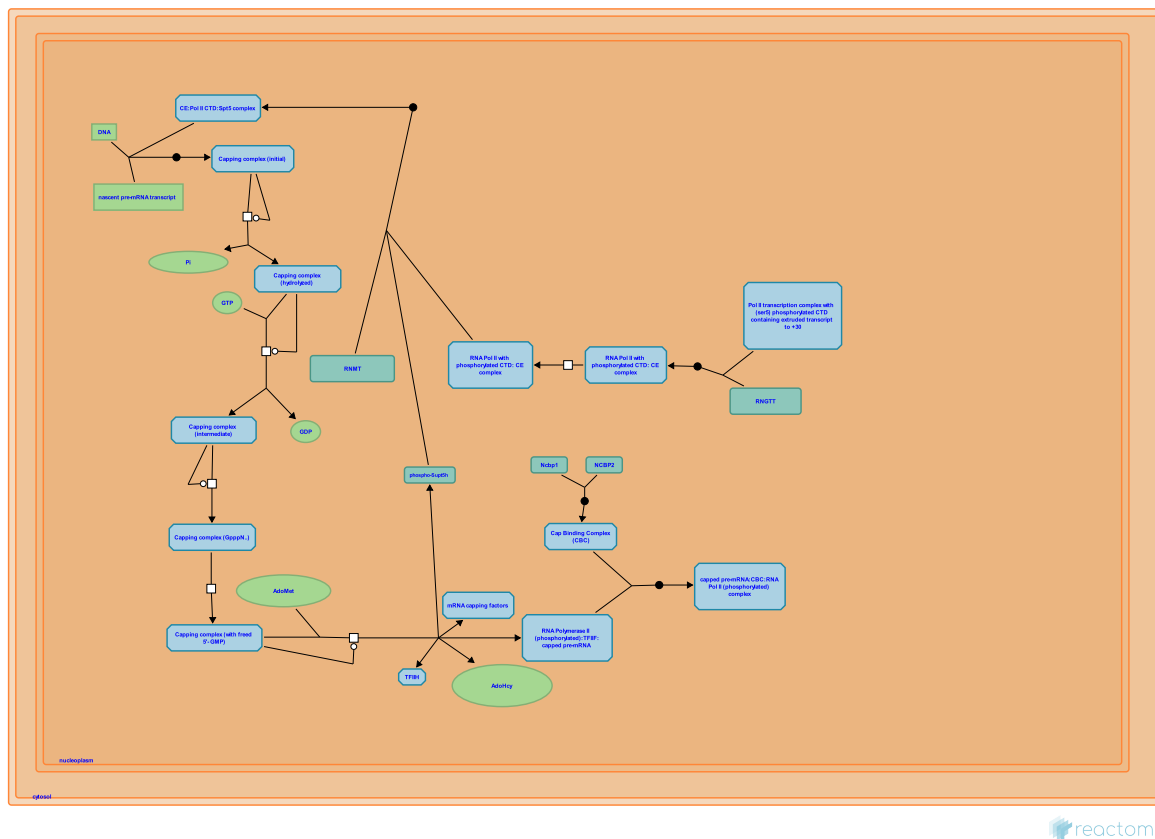 CE:Pol II CTD:Spt5 complex
DNA
Capping complex (initial)
nascent pre-mRNA transcript
Pi
Capping complex
(hydrolyzed)
GTP
Pol II transcription complex with
(ser5) phosphorylated CTD
containing extruded transcript
to +30
RNMT
RNA Pol II with
phosphorylated CTD: CE
complex
RNA Pol II with
phosphorylated CTD: CE
complex
RNGTT
Capping complex
(intermediate)
GDP
phospho-Supt5h
Ncbp1
NCBP2
Capping complex (GpppN..)
Cap Binding Complex
(CBC)
AdoMet
capped pre-mRNA:CBC:RNA
Pol II (phosphorylated)
complex
mRNA capping factors
Capping complex (with freed
5'- GMP)
RNA Polymerase II
(phosphorylated):TFIIF:
capped pre-mRNA
TFIIH
AdoHcy
nucleoplasm
cytosol
reactom